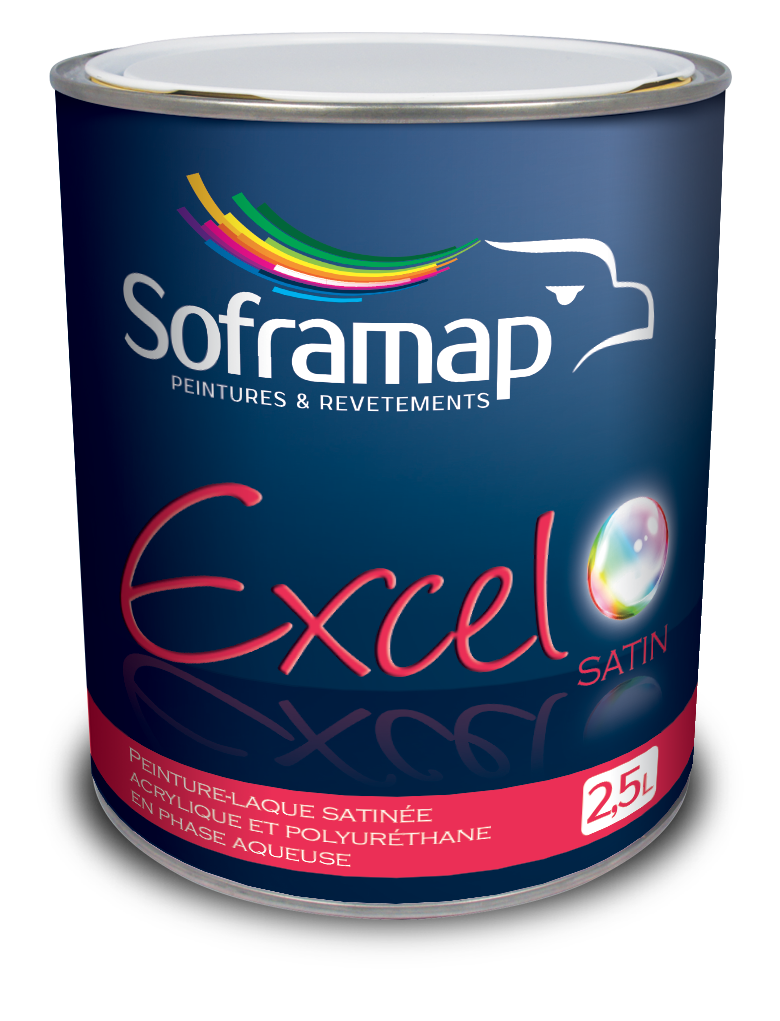 Soframap
PEINTURES & REVETEMENTS
Excel
SATIN
PEINTURE-LAQUE SATINÉE
ACRYLIQUE ET POLYURÉTHANE
EN PHASE AQUEUSE
2,5L